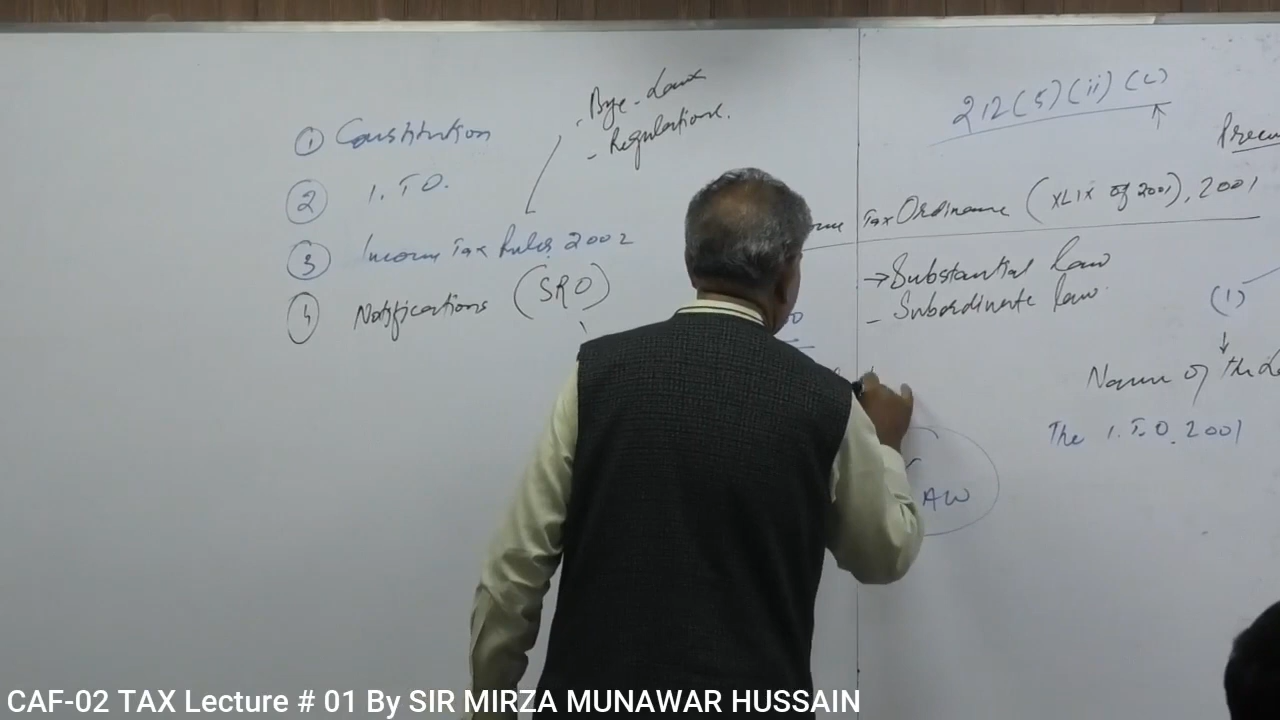 ① Constitution
② I.T.O.
③ Income Tax Rules, 2002
④ Notifications (SRO)
- Bye-Laws
- Regulations.
212(5)(ii)(c)
Tax Ordinance (XLIX of 2001), 2001
→ Substantial law
- Subordinate law.
(1)
↓
Name of the
The I.T.O. 2001
AW
CAF-02 TAX Lecture # 01 By SIR MIRZA MUNAWAR HUSSAIN